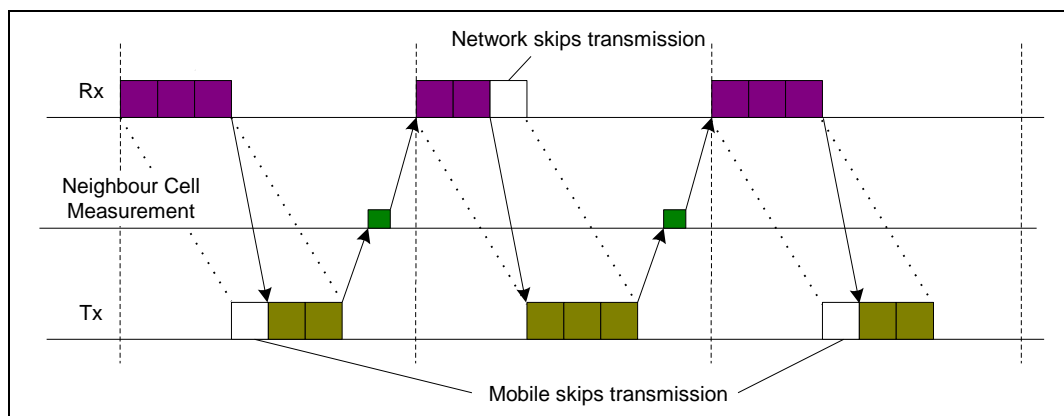 Network skips transmission
Rx
Neighbour Cell
Measurement
Tx
Mobile skips transmission